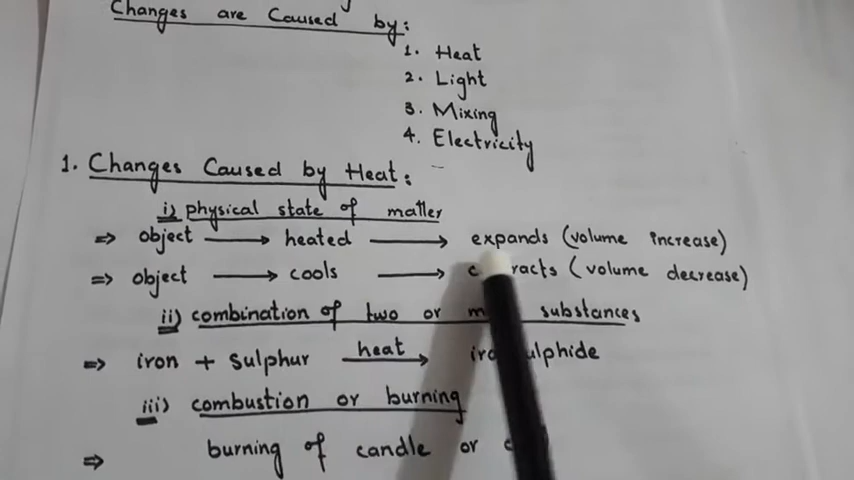 Changes are Caused by:
1. Heat
2. Light
3. Mixing
4. Electricity
1. Changes Caused by Heat:
i) physical state of matter
⇒ object → heated → expands (volume increase)
⇒ object → cools → (volume decrease)
ii) combination of two or substances
⇒ iron + sulphur heat →
iii) combustion or burning
⇒ burning of candle or